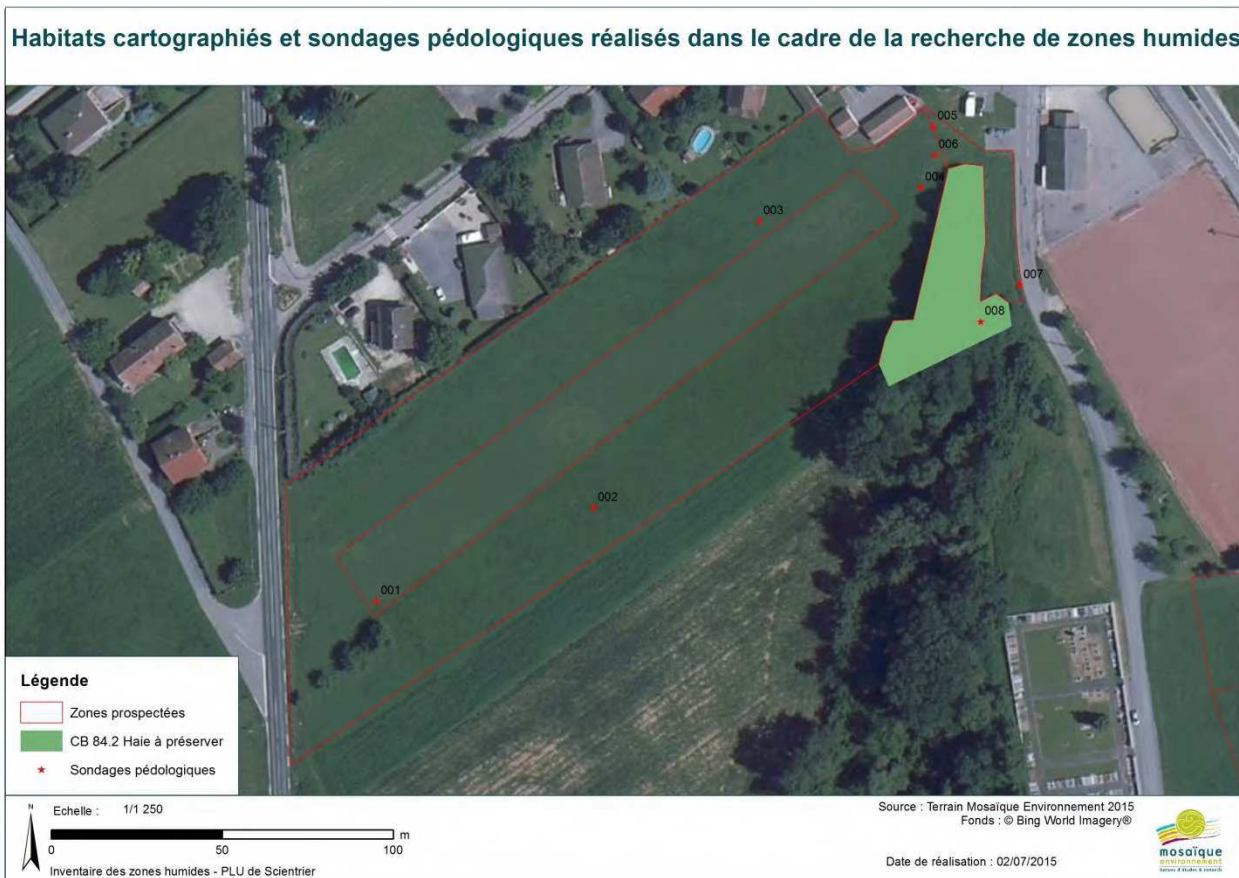 Habitats cartographiés et sondages pédologiques réalisés dans le cadre de la recherche de zones humides
005
006
004
003
007
008
002
001
Légende
Zones prospectées
CB 84.2 Haie à préserver
Sondages pédologiques
N
Echelle : 1/1 250
m
0 50 100
Inventaire des zones humides - PLU de Scientrier
Source : Terrain Mosaïque Environnement 2015
Fonds : © Bing World Imagery®
Date de réalisation : 02/07/2015
mosaïque
environnement